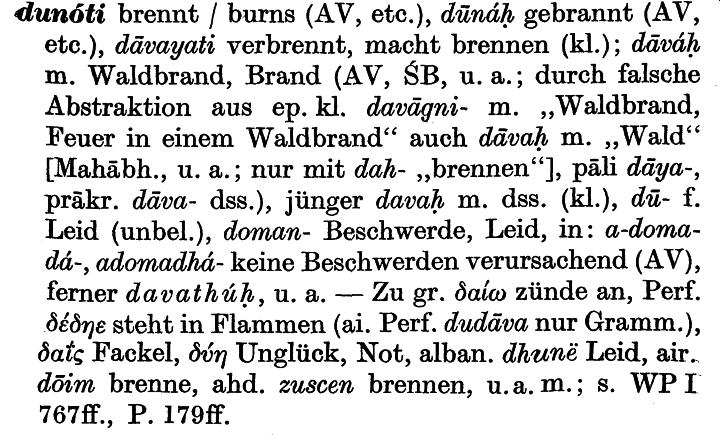 dunóti brennt / burns (AV, etc.), dūnáḥ gebrannt (AV,
etc.), dāvayati verbrennt, macht brennen (kl.); dāváḥ
m. Waldbrand, Brand (AV, ŚB, u. a.; durch falsche
Abstraktion aus ep. kl. davāgni- m. „Waldbrand,
Feuer in einem Waldbrand“ auch dāvaḥ m. „Wald“
[Mahābh., u. a.; nur mit dah- „brennen“], pāli dāya-,
prākr. dāva- dss.), jünger davaḥ m. dss. (kl.), dū- f.
Leid (unbel.), doman- Beschwerde, Leid, in: a-doma-
dá-, adomadhá- keine Beschwerden verursachend (AV),
ferner davathúḥ, u. a. — Zu gr. δαίω zünde an, Perf.
δέδηε steht in Flammen (ai. Perf. dudāva nur Gramm.),
δαΐς Fackel, δύη Unglück, Not, alban. dhunë Leid, air.
dōim brenne, ahd. zuscen brennen, u. a. m.; s. WP I
767ff., P. 179ff.